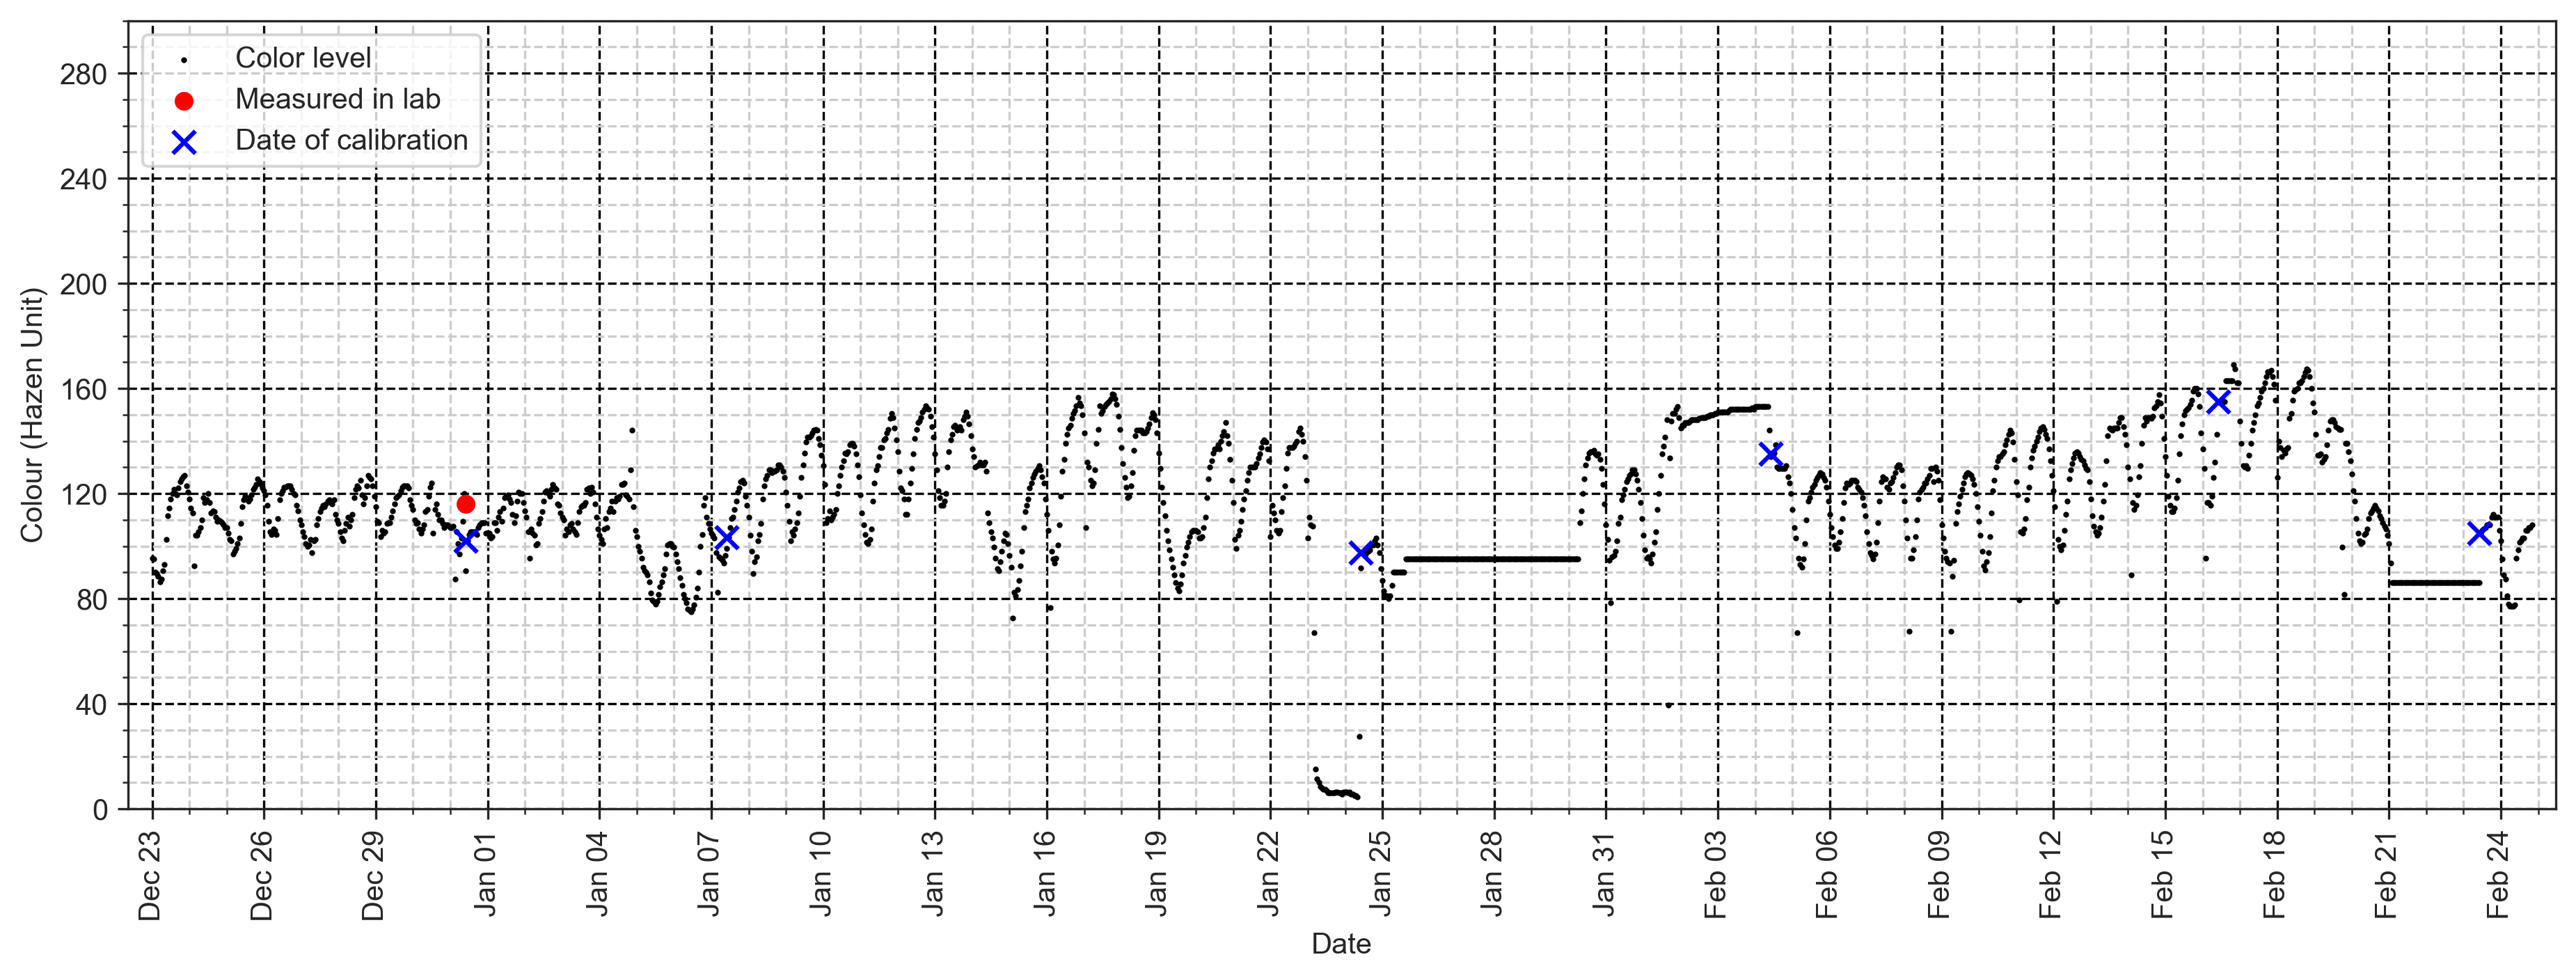 Color level
Measured in lab
Date of calibration
Colour (Hazen Unit)
280
240
200
160
120
80
40
0
Dec 23
Dec 26
Dec 29
Jan 01
Jan 04
Jan 07
Jan 10
Jan 13
Jan 16
Jan 19
Jan 22
Jan 25
Jan 28
Jan 31
Feb 03
Feb 06
Feb 09
Feb 12
Feb 15
Feb 18
Feb 21
Feb 24
Date